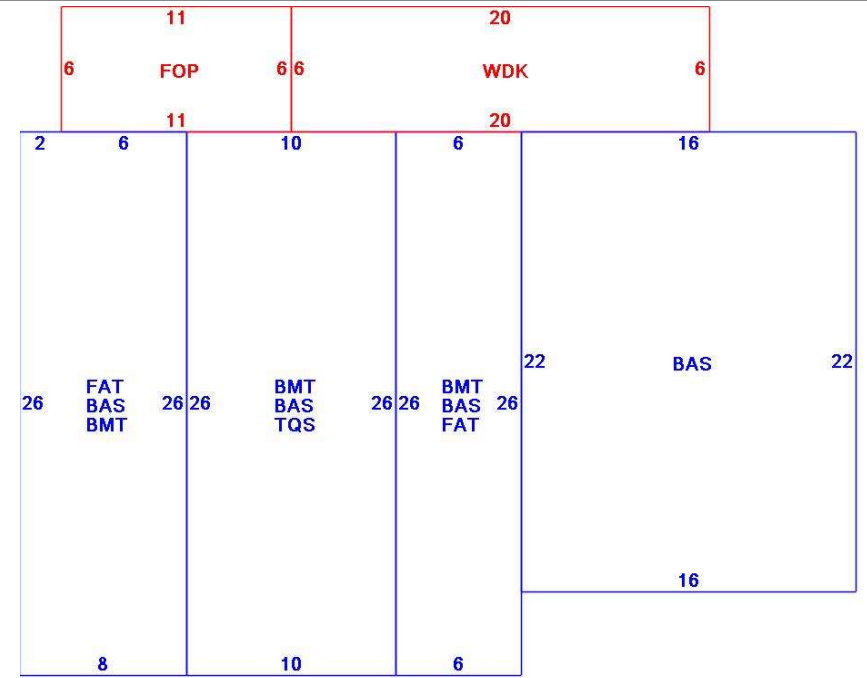 11 20
6 FOP 6 6 WDK 6
11 20
2 6 10 6 16
22 BAS 22
FAT BMT BMT
26 BAS 26 26 BAS 26 26 BAS 26
BMT TQS FAT
16
8 10 6